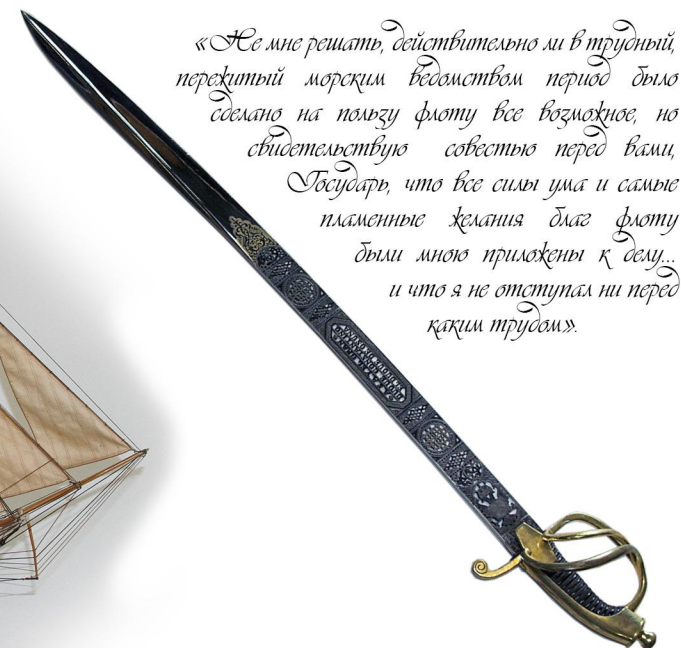 «Не мне решать, действительно ли в трудный,
пережитый морским ведомством период было
сделано на пользу флоту все возможное, но
свидетельствую совестью перед вами,
Государь, что все силы ума и самые
пламенные желания благ флоту
были мною приложены к делу...
и что я не отступал ни перед
каким трудом».